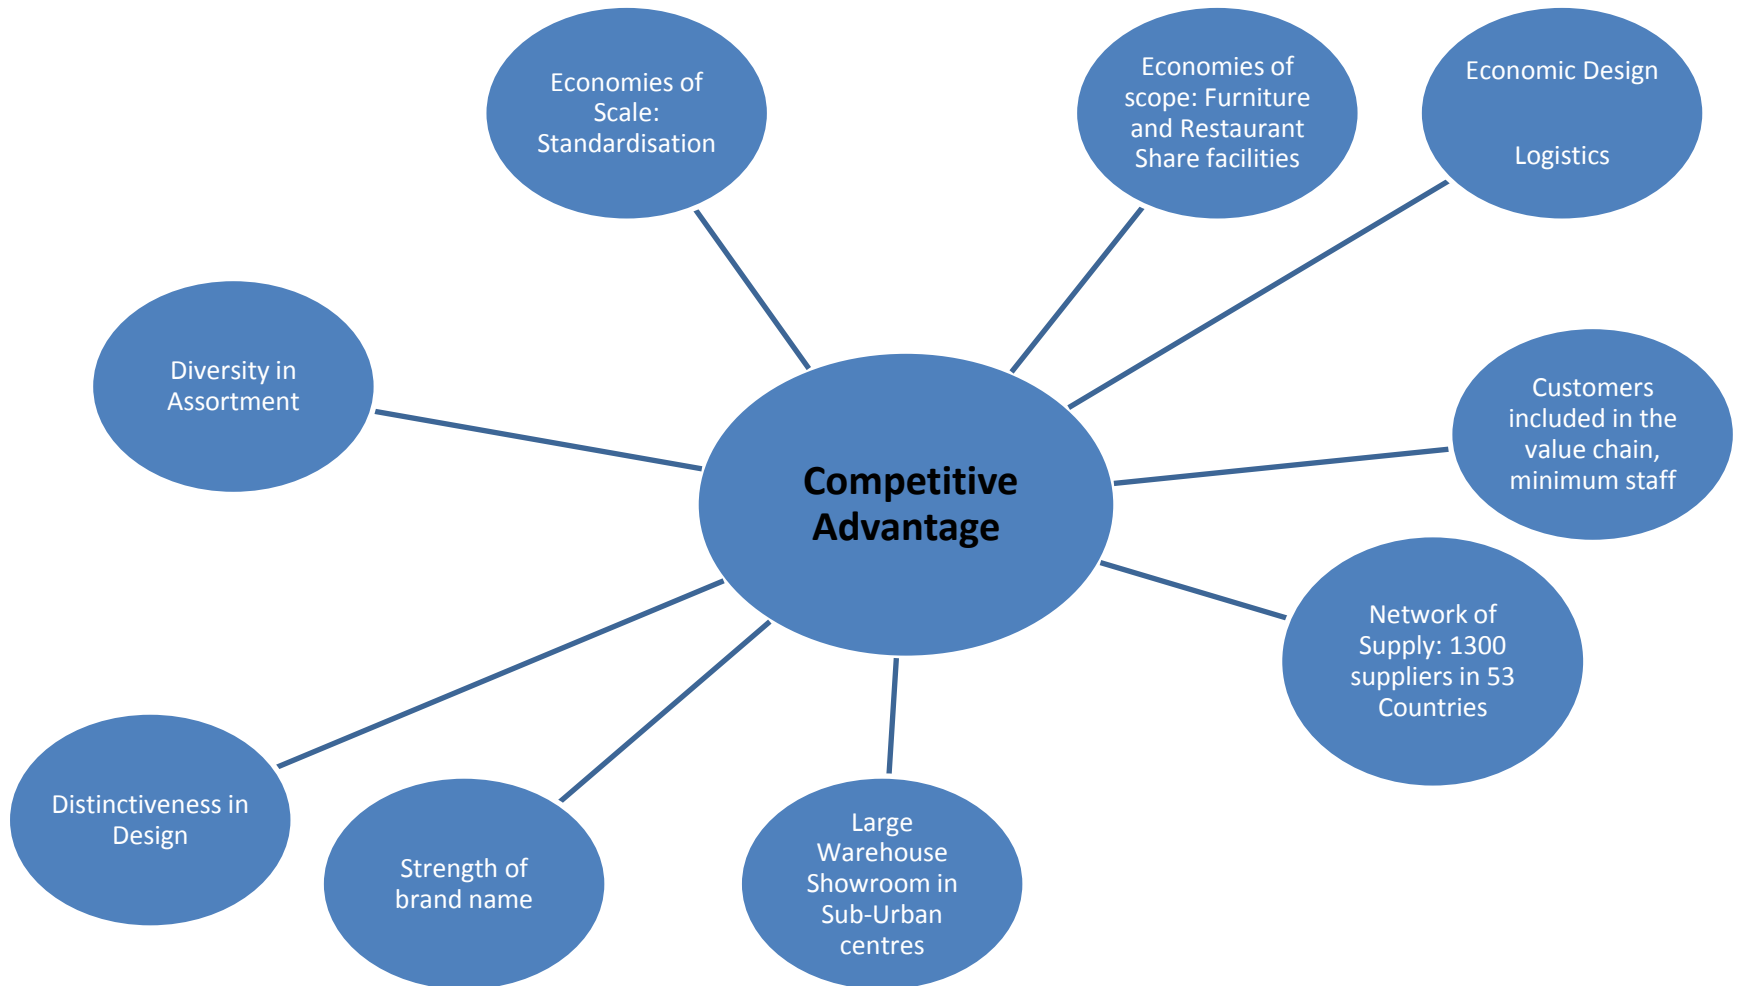 Economies of
Scale:
Standardisation
Economies of
scope: Furniture
and Restaurant
Share facilities
Economic Design
Logistics
Diversity in
Assortment
Customers
included in the
value chain,
minimum staff
Competitive
Advantage
Network of
Supply: 1300
suppliers in 53
Countries
Distinctiveness in
Design
Strength of
brand name
Large
Warehouse
Showroom in
Sub-Urban
centres